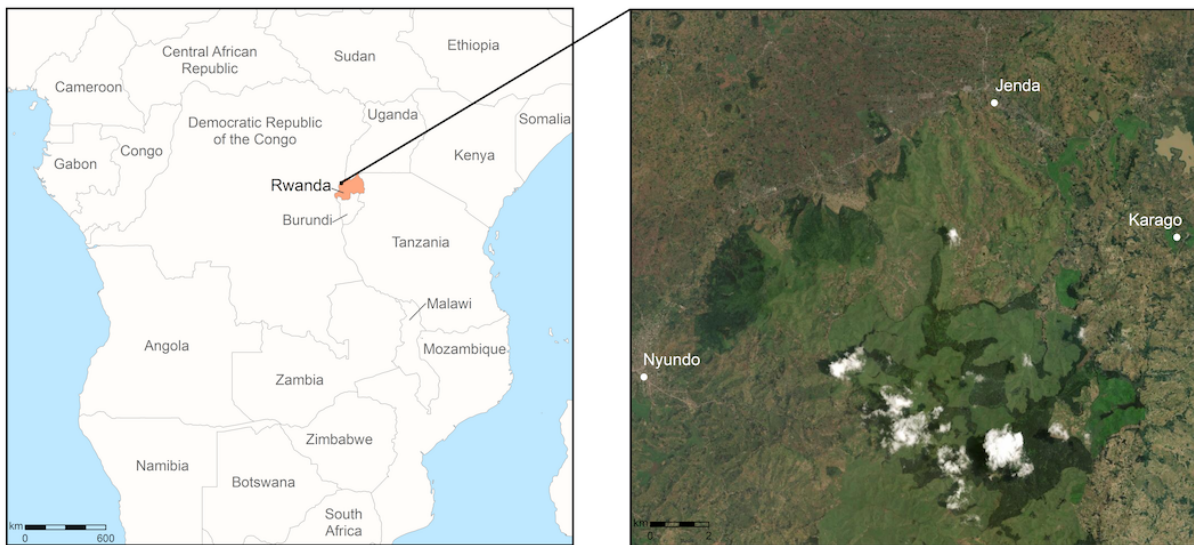 Central African
Republic
Sudan
Ethiopia
Cameroon
Democratic Republic
of the Congo
Uganda
Somalia
Gabon
Congo
Kenya
Rwanda
Burundi
Tanzania
Malawi
Angola
Mozambique
Zambia
Zimbabwe
Namibia
Botswana
South
Africa
km
0 600
Jenda
Karago
Nyundo
km
0 2